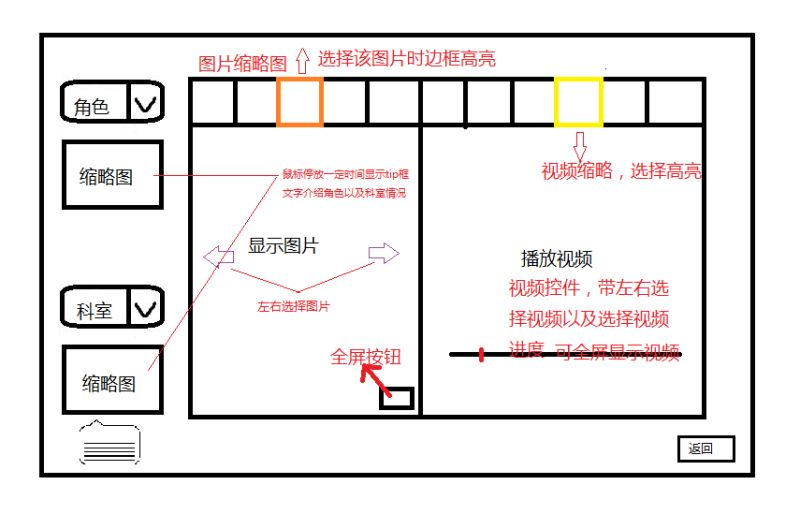 图片缩略图
选择该图片时边框高亮
角色
缩略图
鼠标停放一定时间显示tip框
文字介绍角色以及科室情况
视频缩略，选择高亮
显示图片
左右选择图片
播放视频
视频控件，带左右选
择视频以及选择视频
进度 可全屏显示视频
科室
缩略图
全屏按钮
返回